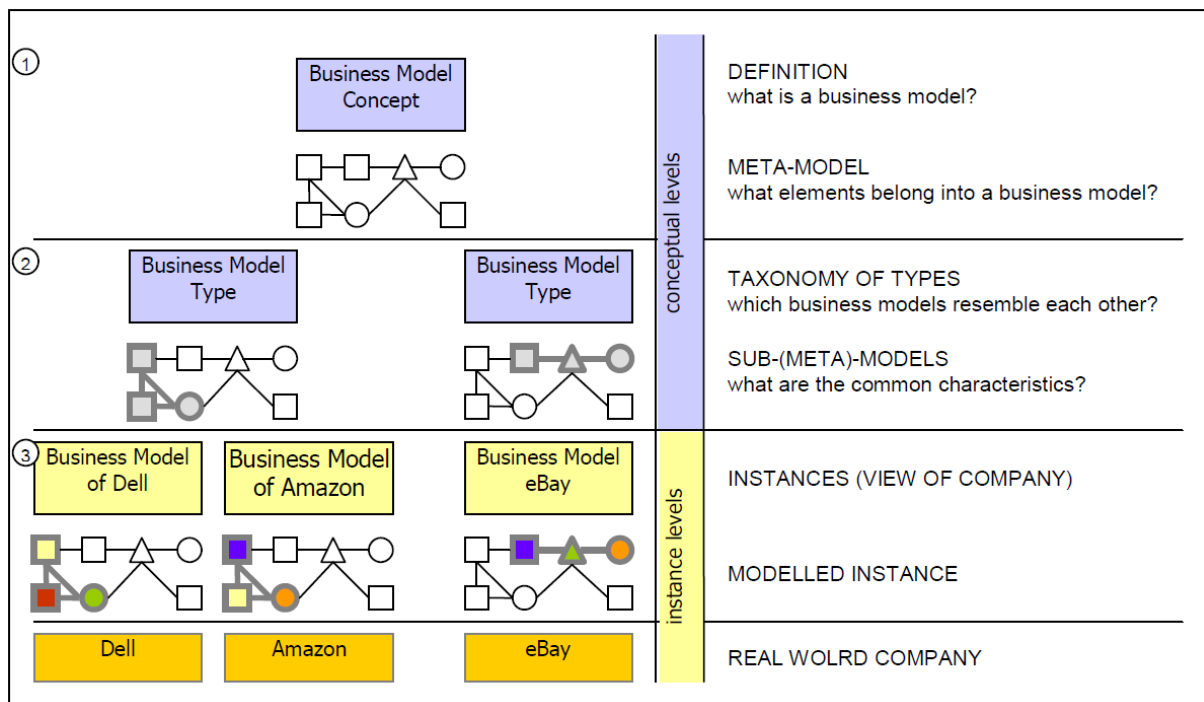 1
Business Model
Concept
DEFINITION
what is a business model?
META-MODEL
what elements belong into a business model?
conceptual levels
2
Business Model
Type
Business Model
Type
TAXONOMY OF TYPES
which business models resemble each other?
SUB-(META)-MODELS
what are the common characteristics?
3
Business Model
of Dell
Business Model
of Amazon
Business Model
eBay
INSTANCES (VIEW OF COMPANY)
MODELLED INSTANCE
instance levels
Dell
Amazon
eBay
REAL WOLRD COMPANY